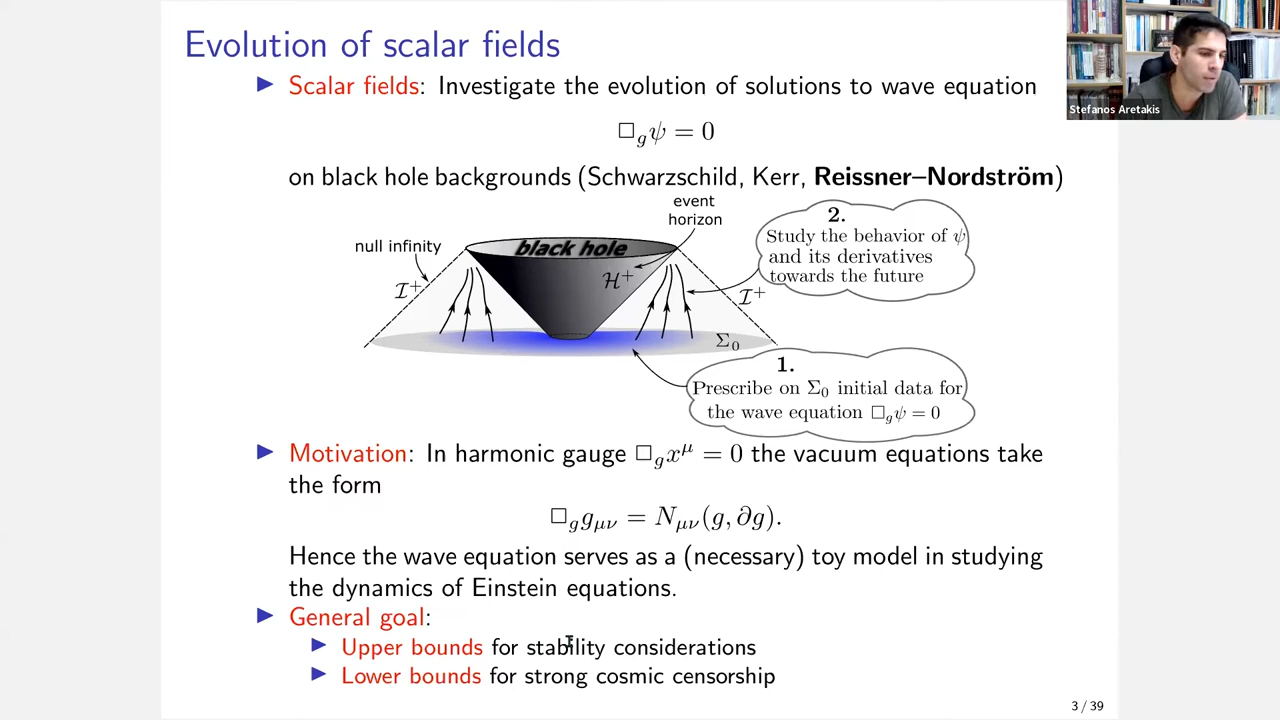 Evolution of scalar fields
Stefanos Aretakis
▶ Scalar fields: Investigate the evolution of solutions to wave equation
□_g ψ = 0
on black hole backgrounds (Schwarzschild, Kerr, Reissner–Nordström)
event
horizon
null infinity
black hole
H⁺
I⁺
I⁺
Σ₀
2.
Study the behavior of ψ
and its derivatives
towards the future
1.
Prescribe on Σ₀ initial data for
the wave equation □_g ψ = 0
▶ Motivation: In harmonic gauge □_g x^μ = 0 the vacuum equations take
the form
□_g g_μν = N_μν(g, ∂g).
Hence the wave equation serves as a (necessary) toy model in studying
the dynamics of Einstein equations.
▶ General goal:
▶ Upper bounds for stability considerations
▶ Lower bounds for strong cosmic censorship
3 / 39